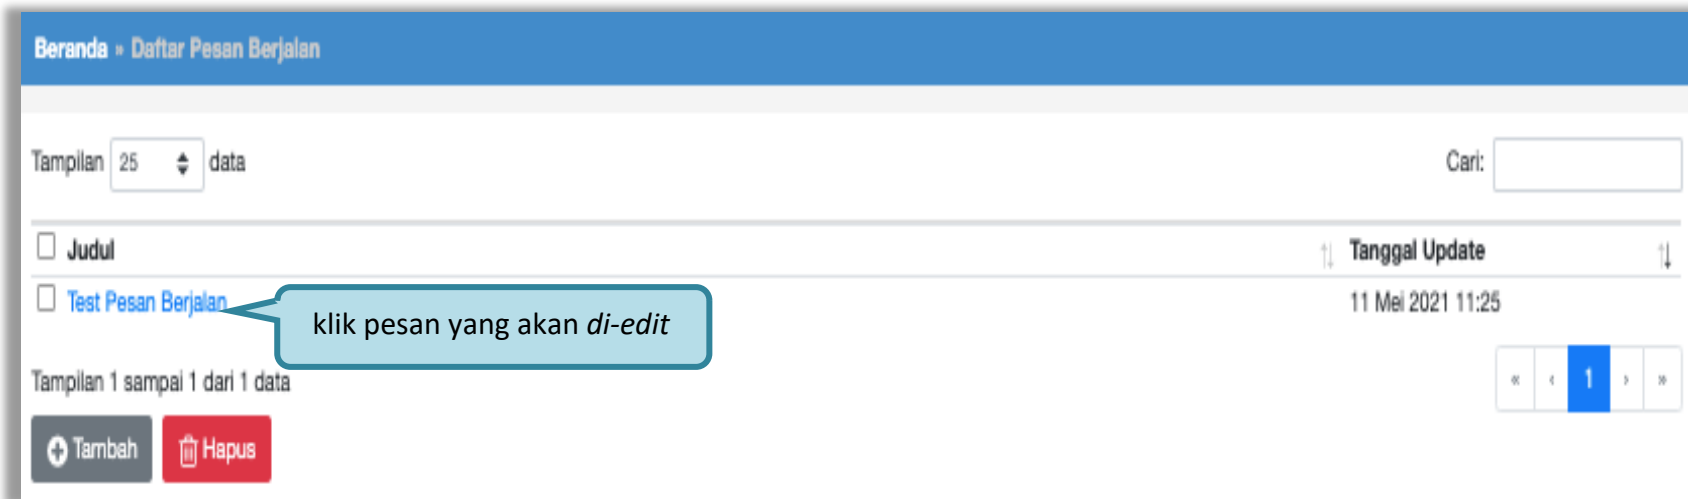 Beranda » Daftar Pesan Berjalan
Tampilan 25 data
Cari:
Judul
Tanggal Update
Test Pesan Berjalan
11 Mei 2021 11:25
klik pesan yang akan di-edit
Tampilan 1 sampai 1 dari 1 data
« ‹ 1 › »
Tambah
Hapus